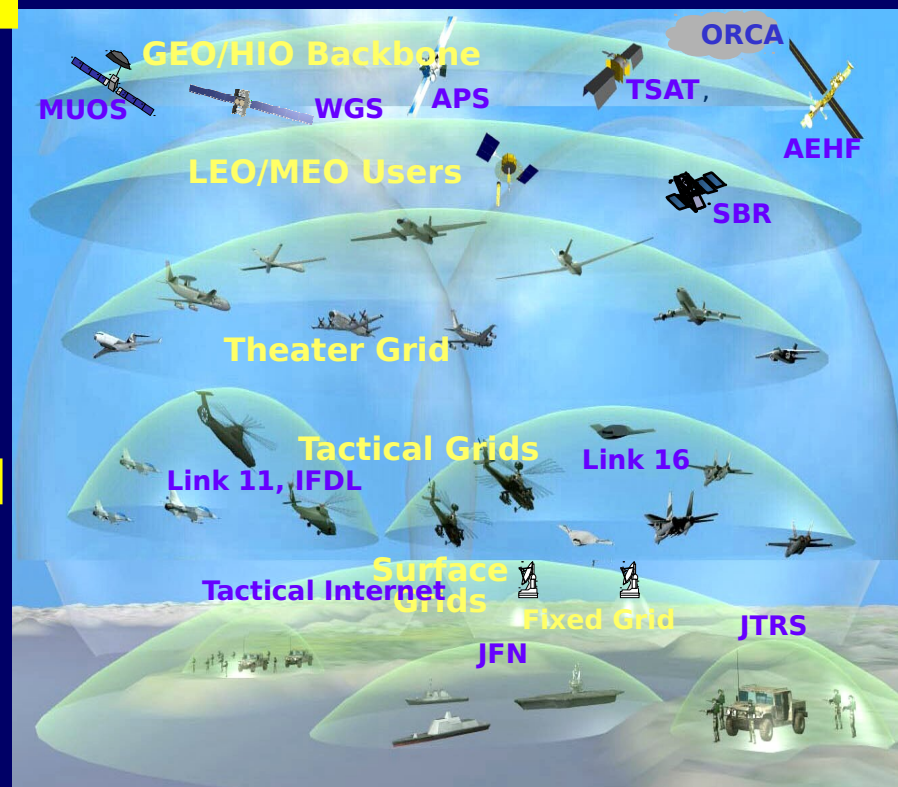 ORCA
GEO/HIO Backbone
TSAT,
APS
MUOS
WGS
AEHF
LEO/MEO Users
SBR
Theater Grid
Tactical Grids
Link 16
Link 11, IFDL
Surface
Tactical Internet
Grids
Fixed Grid
JTRS
JFN